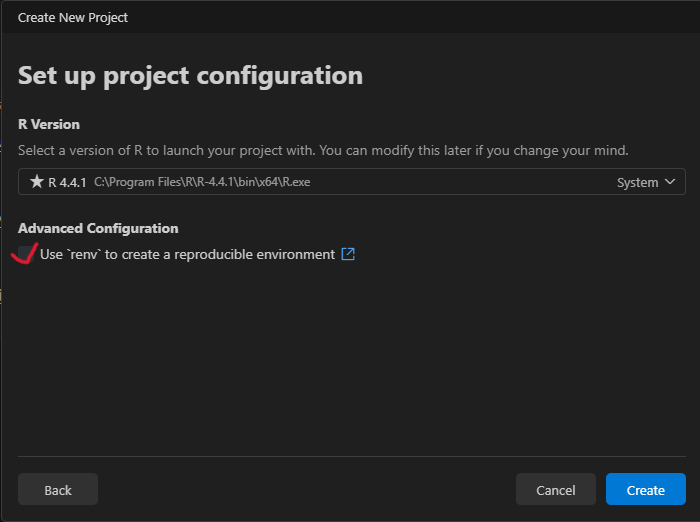 Create New Project
Set up project configuration
R Version
Select a version of R to launch your project with. You can modify this later if you change your mind.
★ R 4.4.1 C:\Program Files\R\R-4.4.1\bin\x64\R.exe System
Advanced Configuration
Use `renv` to create a reproducible environment
Back Cancel Create